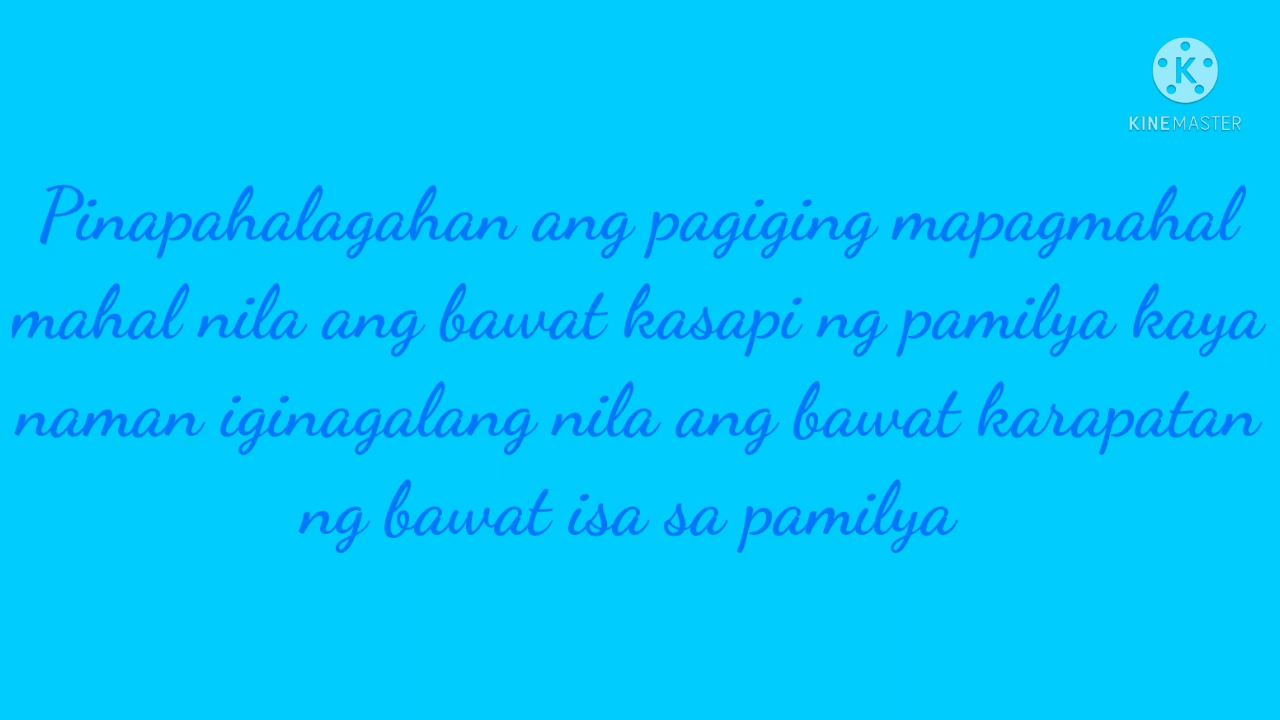 K
KINEMASTER
Pinapahalagahan ang pagiging mapagmahal
mahal nila ang bawat kasapi ng pamilya kaya
naman iginagalang nila ang bawat karapatan
ng bawat isa sa pamilya